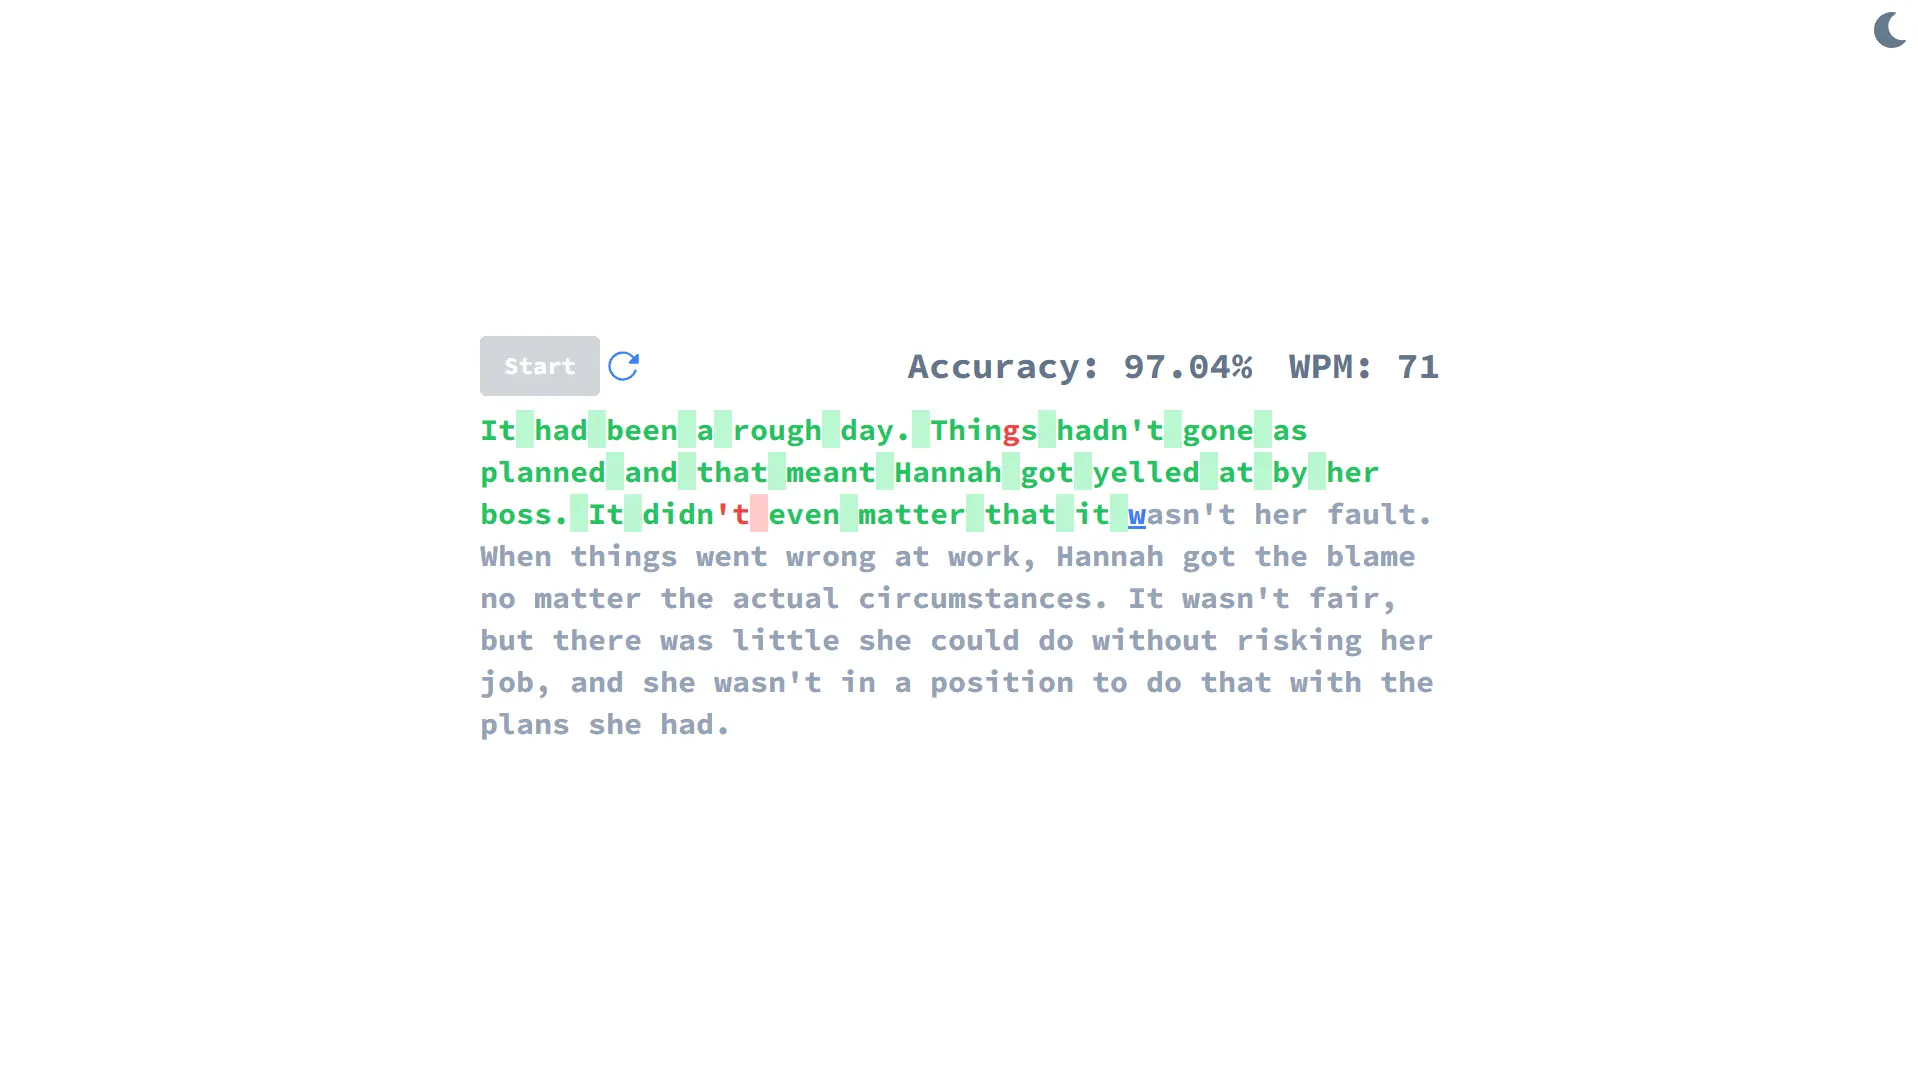 Start Accuracy: 97.04% WPM: 71
It had been a rough day. Things hadn't gone as
planned and that meant Hannah got yelled at by her
boss. It didn't even matter that it wasn't her fault.
When things went wrong at work, Hannah got the blame
no matter the actual circumstances. It wasn't fair,
but there was little she could do without risking her
job, and she wasn't in a position to do that with the
plans she had.